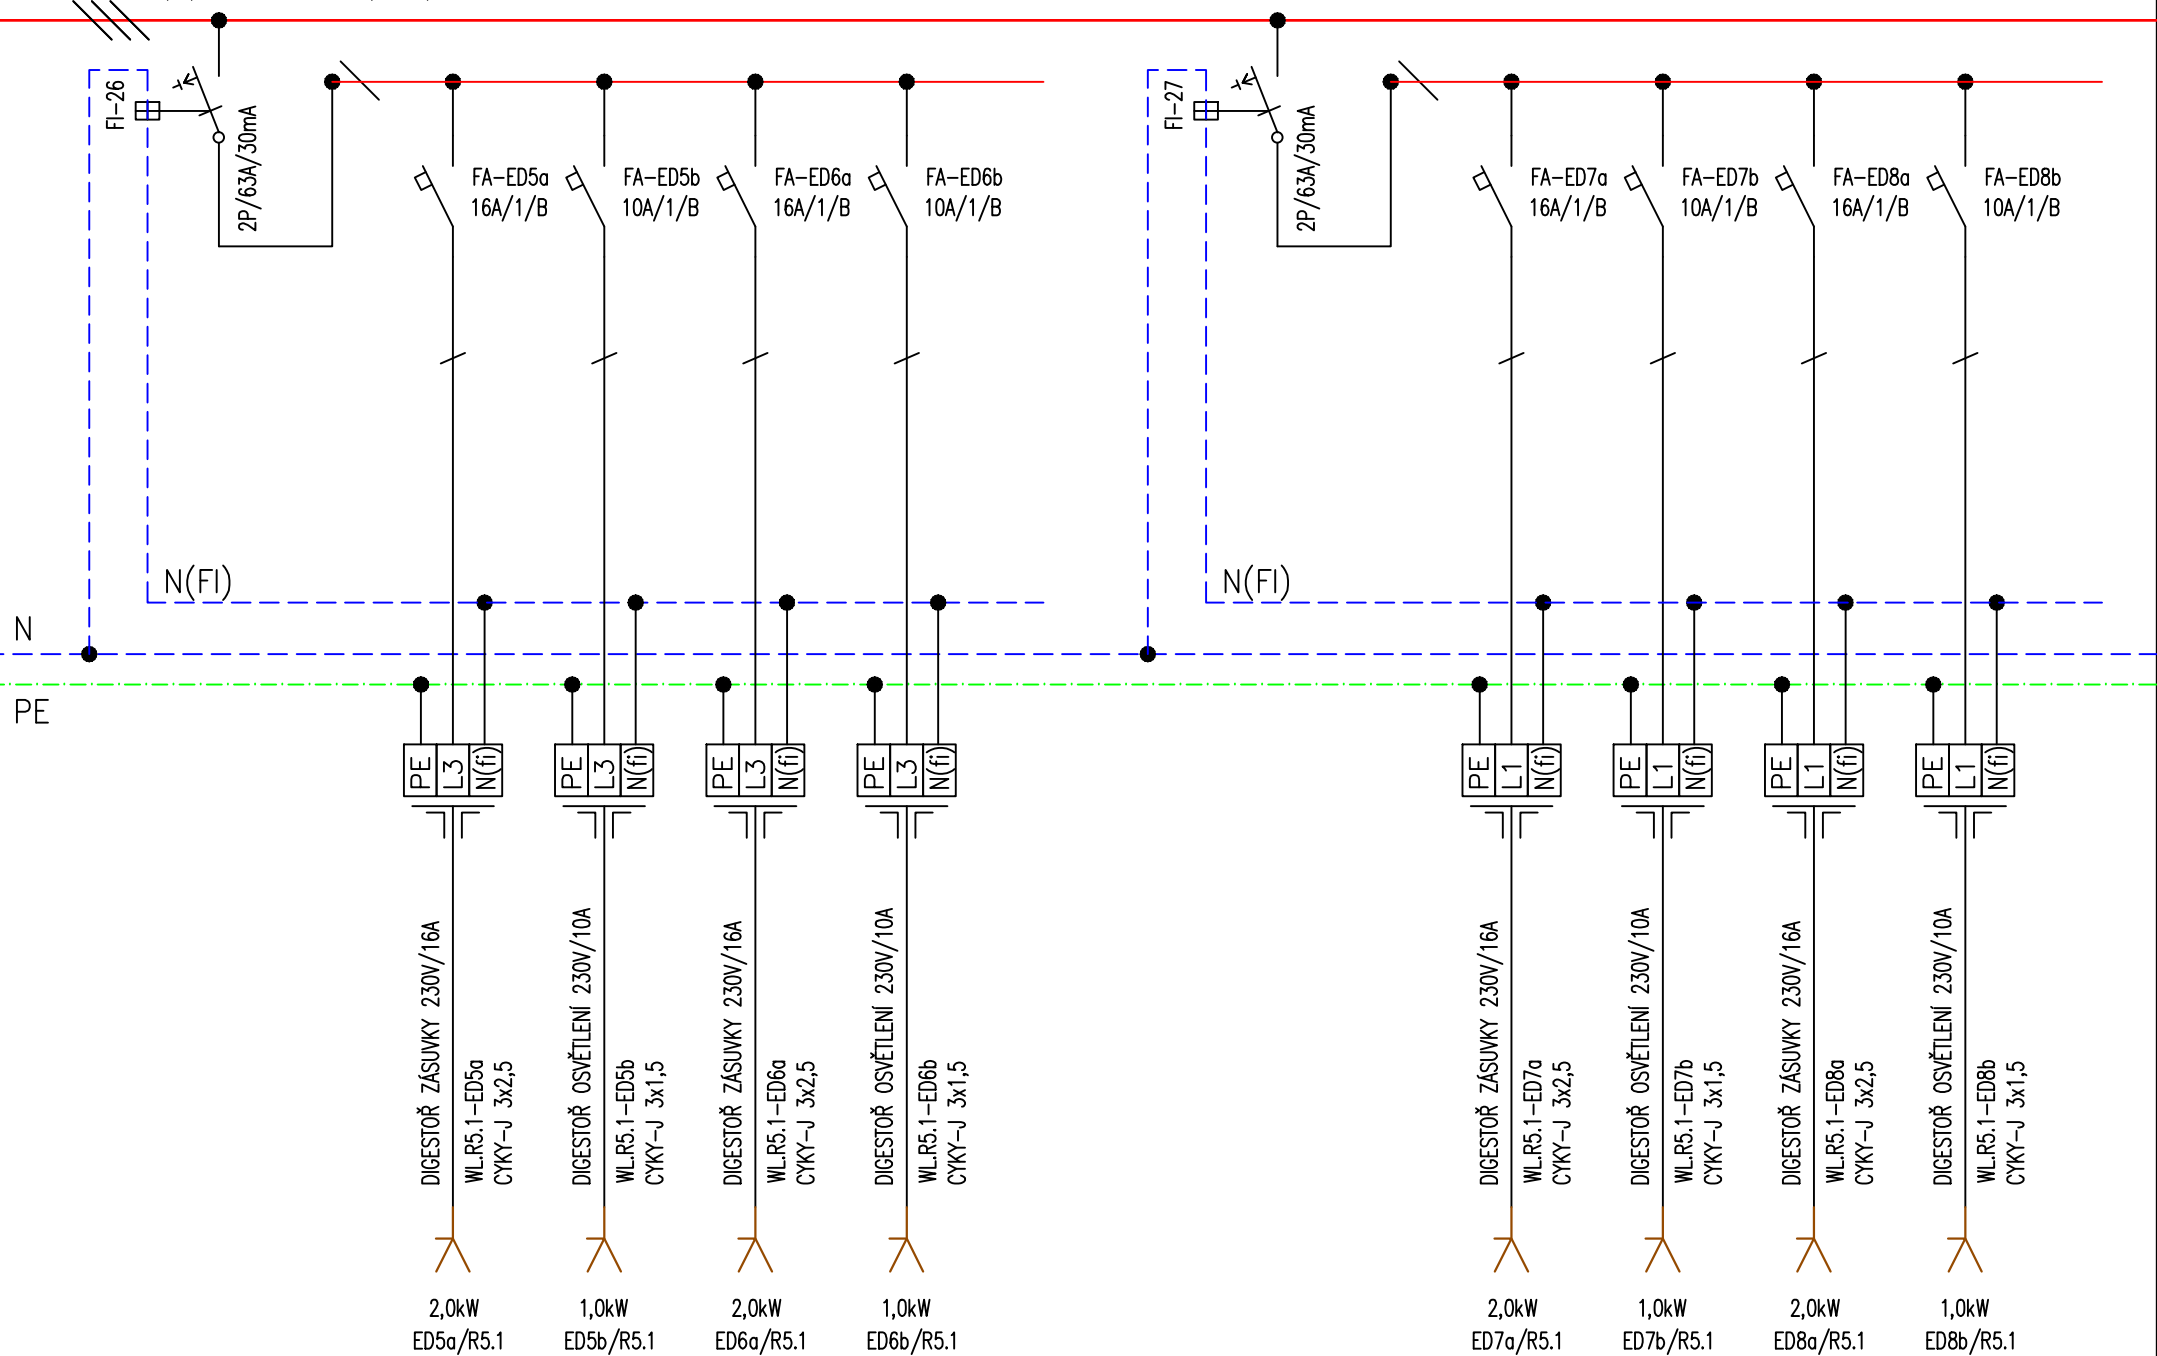 FI-26
2P/63A/30mA
FA-ED5a
16A/1/B
FA-ED5b
10A/1/B
FA-ED6a
16A/1/B
FA-ED6b
10A/1/B
FI-27
2P/63A/30mA
FA-ED7a
16A/1/B
FA-ED7b
10A/1/B
FA-ED8a
16A/1/B
FA-ED8b
10A/1/B
N(FI)
N(FI)
N
PE
PE L3 N(fi)
PE L3 N(fi)
PE L3 N(fi)
PE L3 N(fi)
PE L1 N(fi)
PE L1 N(fi)
PE L1 N(fi)
PE L1 N(fi)
DIGESTOŘ ZÁSUVKY 230V/16A
WL.R5.1-ED5a
CYKY-J 3x2,5
DIGESTOŘ OSVĚTLENÍ 230V/10A
WL.R5.1-ED5b
CYKY-J 3x1,5
DIGESTOŘ ZÁSUVKY 230V/16A
WL.R5.1-ED6a
CYKY-J 3x2,5
DIGESTOŘ OSVĚTLENÍ 230V/10A
WL.R5.1-ED6b
CYKY-J 3x1,5
DIGESTOŘ ZÁSUVKY 230V/16A
WL.R5.1-ED7a
CYKY-J 3x2,5
DIGESTOŘ OSVĚTLENÍ 230V/10A
WL.R5.1-ED7b
CYKY-J 3x1,5
DIGESTOŘ ZÁSUVKY 230V/16A
WL.R5.1-ED8a
CYKY-J 3x2,5
DIGESTOŘ OSVĚTLENÍ 230V/10A
WL.R5.1-ED8b
CYKY-J 3x1,5
2,0kW
ED5a/R5.1
1,0kW
ED5b/R5.1
2,0kW
ED6a/R5.1
1,0kW
ED6b/R5.1
2,0kW
ED7a/R5.1
1,0kW
ED7b/R5.1
2,0kW
ED8a/R5.1
1,0kW
ED8b/R5.1